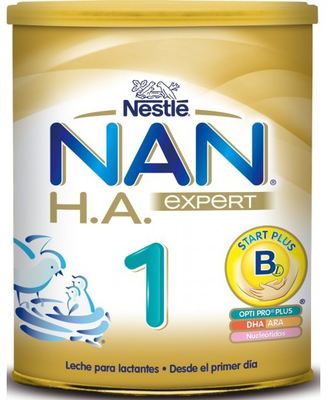 Nestlé
NAN®
H.A. expert
1
START PLUS
BL
OPTI PRO® PLUS
DHA ARA
Nucleótidos
Leche para lactantes • Desde el primer día